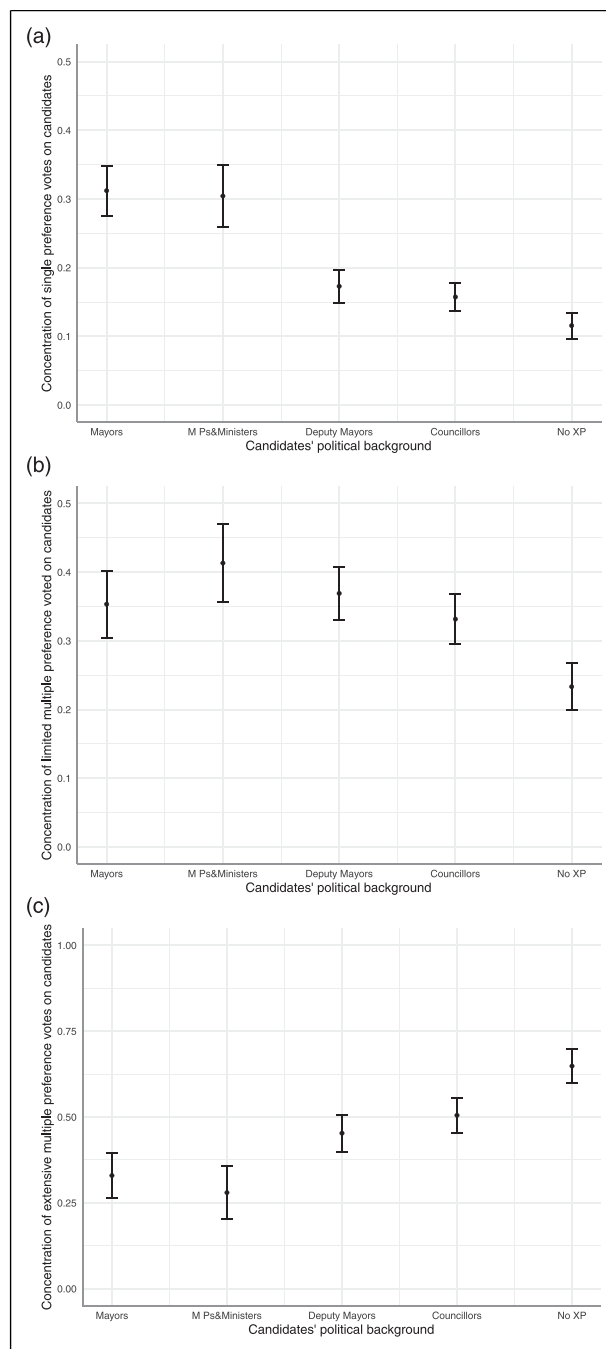 (a)
Concentration of single preference votes on candidates
0.5
0.4
0.3
0.2
0.1
0.0
Mayors M Ps&Ministers Deputy Mayors Councillors No XP
Candidates' political background
(b)
Concentration of limited multiple preference voted on candidates
0.5
0.4
0.3
0.2
0.1
0.0
Mayors M Ps&Ministers Deputy Mayors Councillors No XP
Candidates' political background
(c)
Concentration of extensive multiple preference votes on candidates
1.00
0.75
0.50
0.25
0.00
Mayors M Ps&Ministers Deputy Mayors Councillors No XP
Candidates' political background